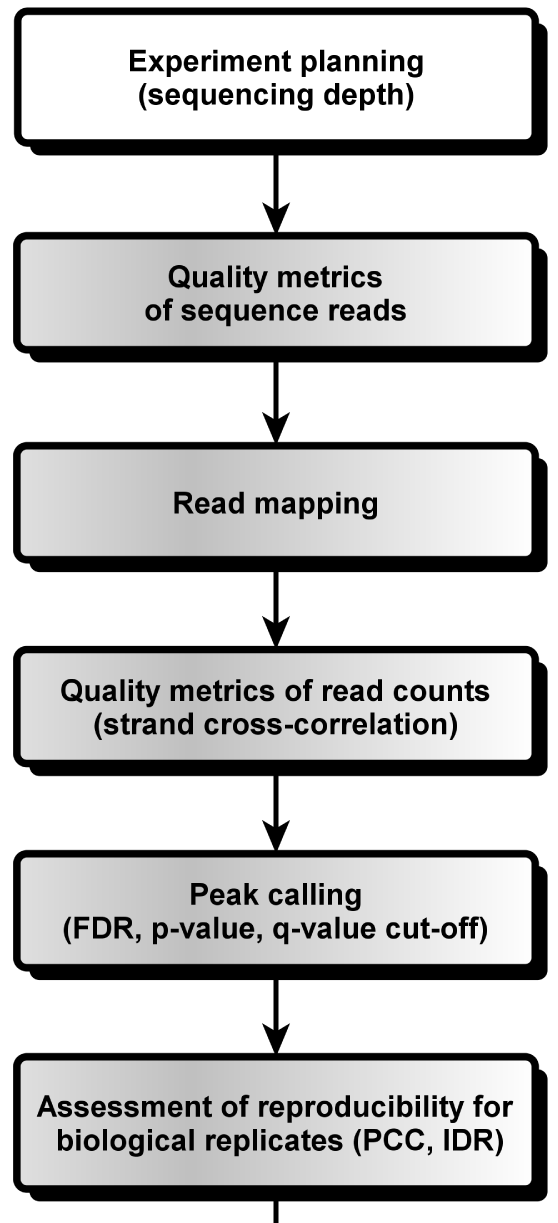 Experiment planning
(sequencing depth)
Quality metrics
of sequence reads
Read mapping
Quality metrics of read counts
(strand cross-correlation)
Peak calling
(FDR, p-value, q-value cut-off)
Assessment of reproducibility for
biological replicates (PCC, IDR)